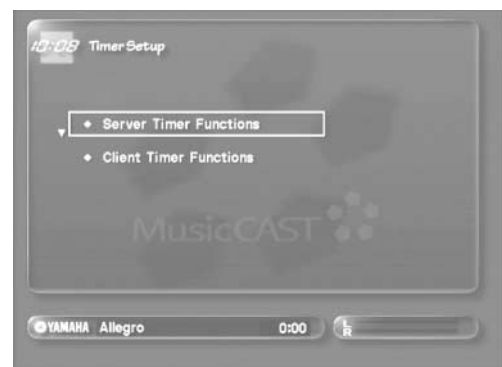 10:08 Timer Setup
Server Timer Functions
Client Timer Functions
MusicCAST
YAMAHA Allegro 0:00 L
R